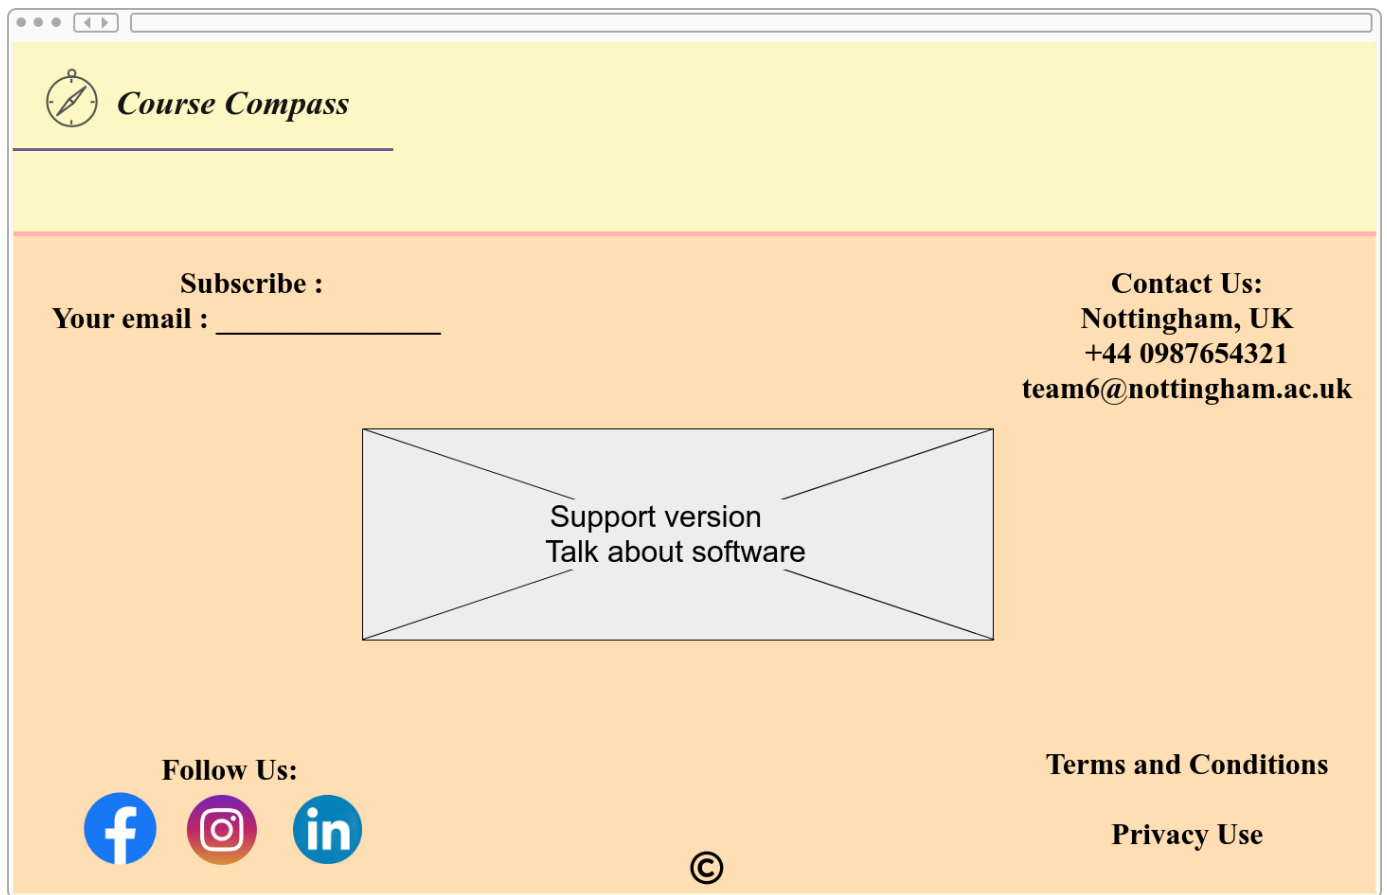 Course Compass
Subscribe :
Your email : _______________
Contact Us:
Nottingham, UK
+44 0987654321
team6@nottingham.ac.uk
Support version
Talk about software
Follow Us:
f
in
Terms and Conditions
Privacy Use
©